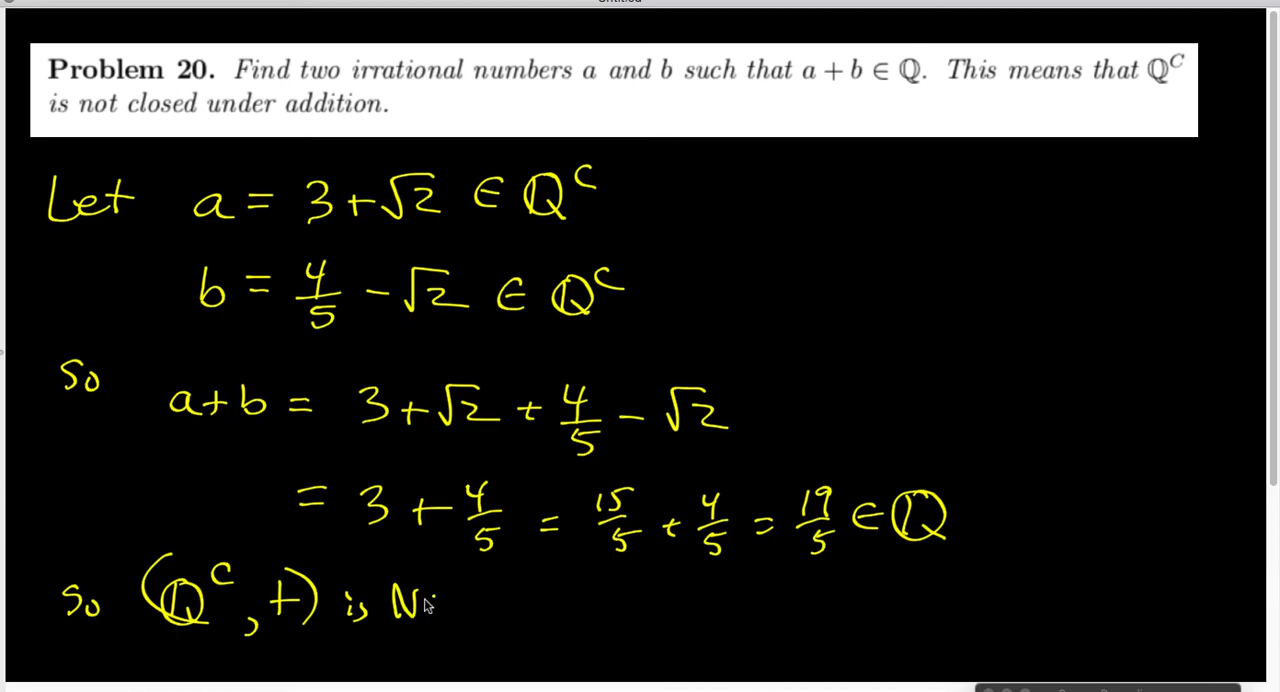 Untitled
Problem 20. Find two irrational numbers a and b such that a + b ∈ ℚ. This means that ℚ^C
is not closed under addition.
Let a = 3 + √2 ∈ ℚ^C
b = 4/5 - √2 ∈ ℚ^C
So a + b = 3 + √2 + 4/5 - √2
= 3 + 4/5 = 15/5 + 4/5 = 19/5 ∈ ℚ
So (ℚ^C, +) is